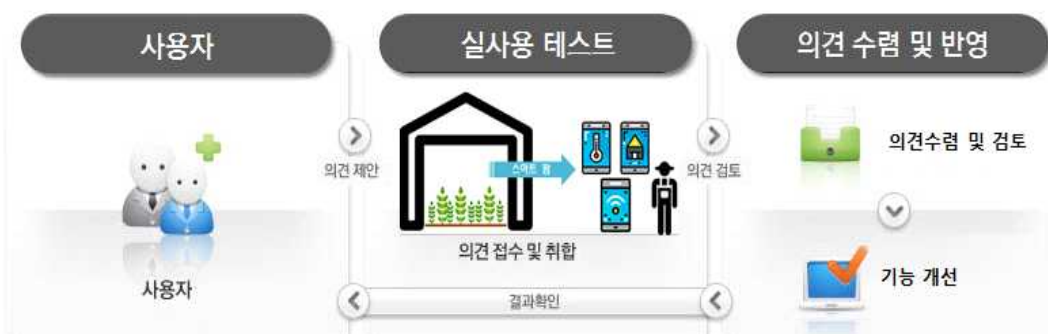 사용자
실사용 테스트
의견 수렴 및 반영
사용자
의견 제안
스마트 팜
의견 접수 및 취합
의견 검토
의견수렴 및 검토
기능 개선
결과확인